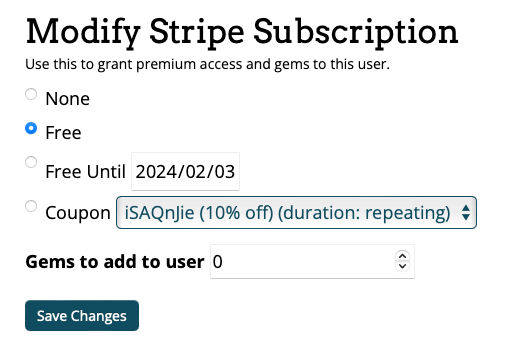 Modify Stripe Subscription
Use this to grant premium access and gems to this user.
None
Free
Free Until 2024/02/03
Coupon iSAQnJie (10% off) (duration: repeating)
Gems to add to user 0
Save Changes